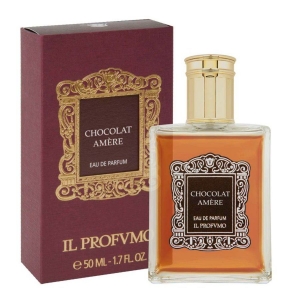 CHOCOLAT
AMÈRE
EAU DE PARFUM
IL PROFVMO
℮ 50 ML - 1.7 FL. OZ.
CHOCOLAT
AMÈRE
EAU DE PARFUM
IL PROFVMO